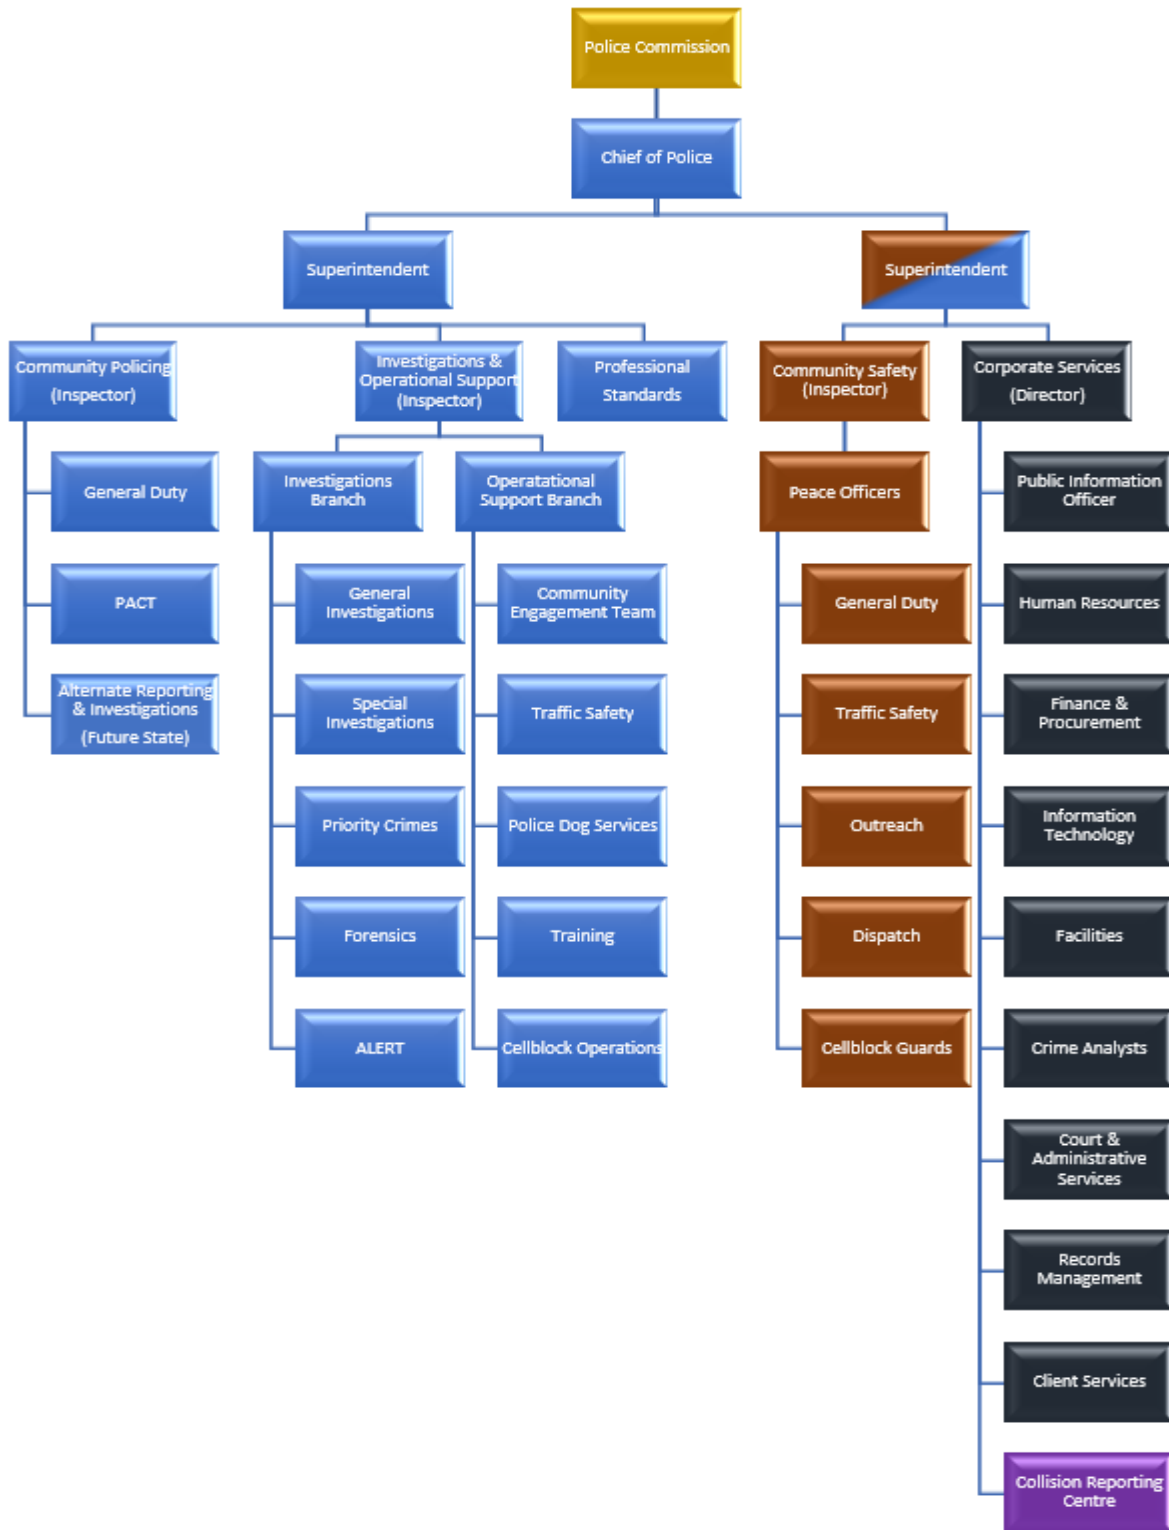 Police Commission
Chief of Police
Superintendent
Superintendent
Community Policing
(Inspector)
Investigations &
Operational Support
(Inspector)
Professional
Standards
Community Safety
(Inspector)
Corporate Services
(Director)
General Duty
PACT
Alternate Reporting
& Investigations
(Future State)
Investigations
Branch
General
Investigations
Special
Investigations
Priority Crimes
Forensics
ALERT
Operatational
Support Branch
Community
Engagement Team
Traffic Safety
Police Dog Services
Training
Cellblock Operations
Peace Officers
General Duty
Traffic Safety
Outreach
Dispatch
Cellblock Guards
Public Information
Officer
Human Resources
Finance &
Procurement
Information
Technology
Facilities
Crime Analysts
Court &
Administrative
Services
Records
Management
Client Services
Collision Reporting
Centre